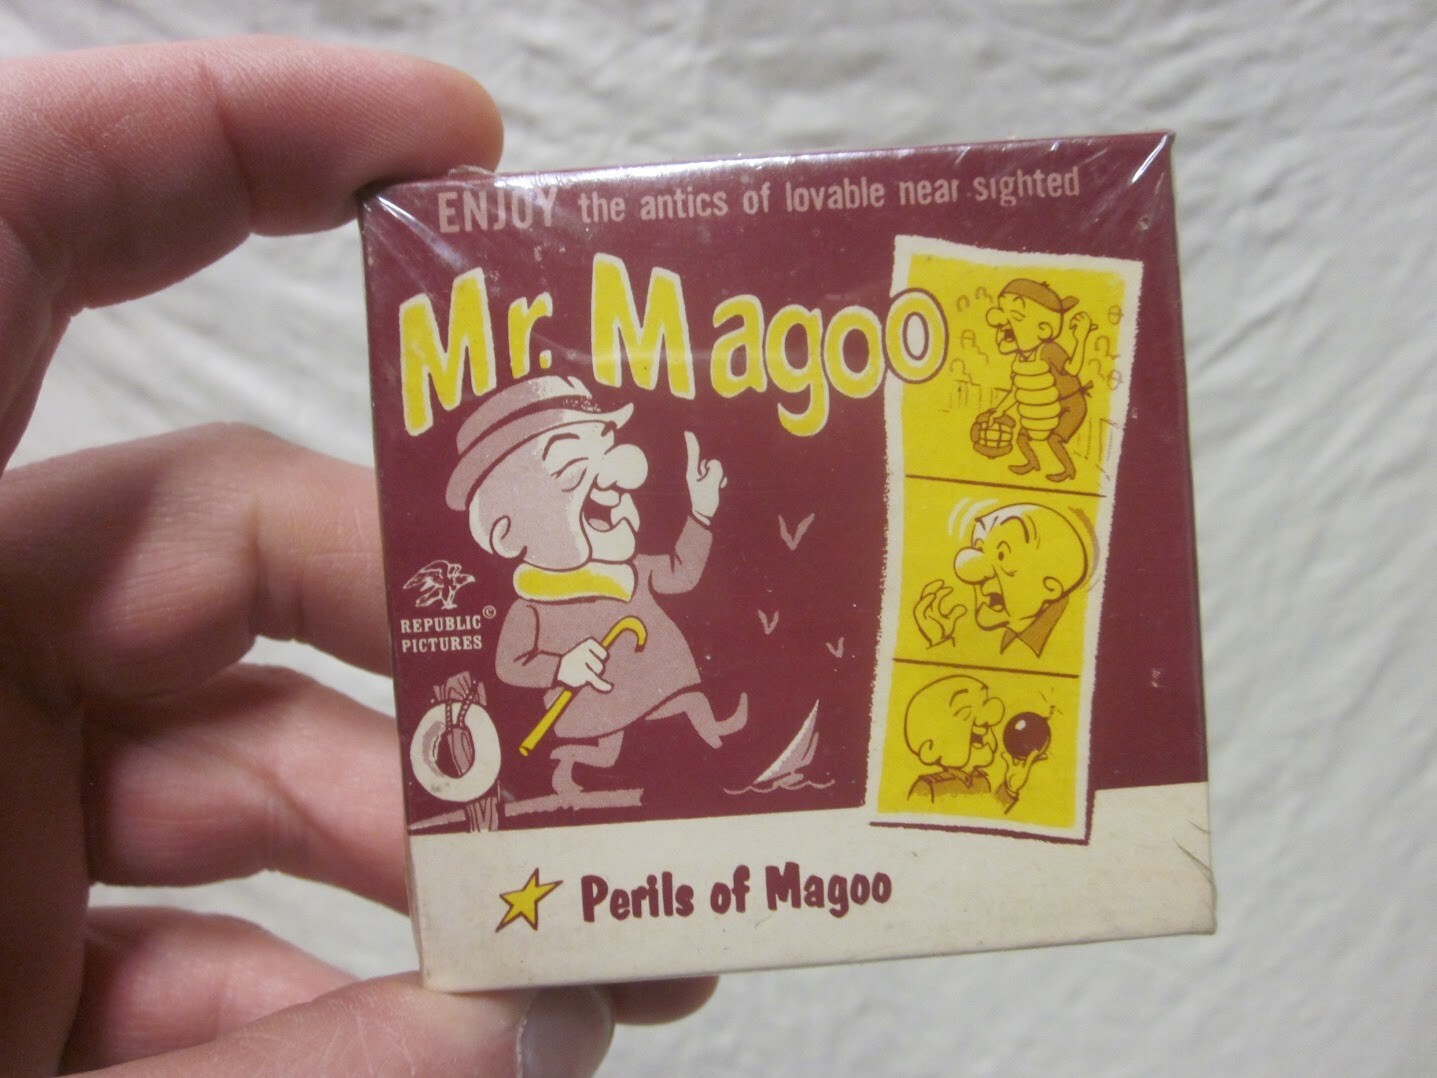 ENJOY the antics of lovable near sighted
Mr. Magoo
REPUBLIC ©
PICTURES
Perils of Magoo